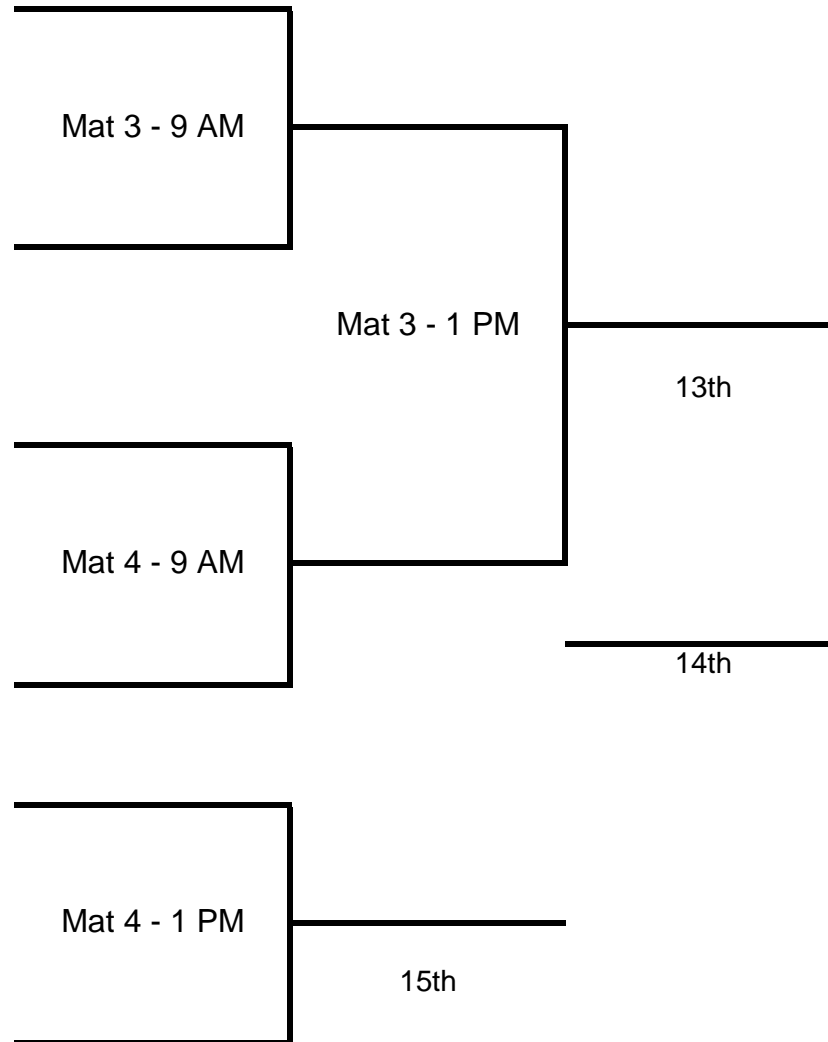 Mat 3 - 9 AM
Mat 3 - 1 PM
13th
Mat 4 - 9 AM
14th
Mat 4 - 1 PM
15th